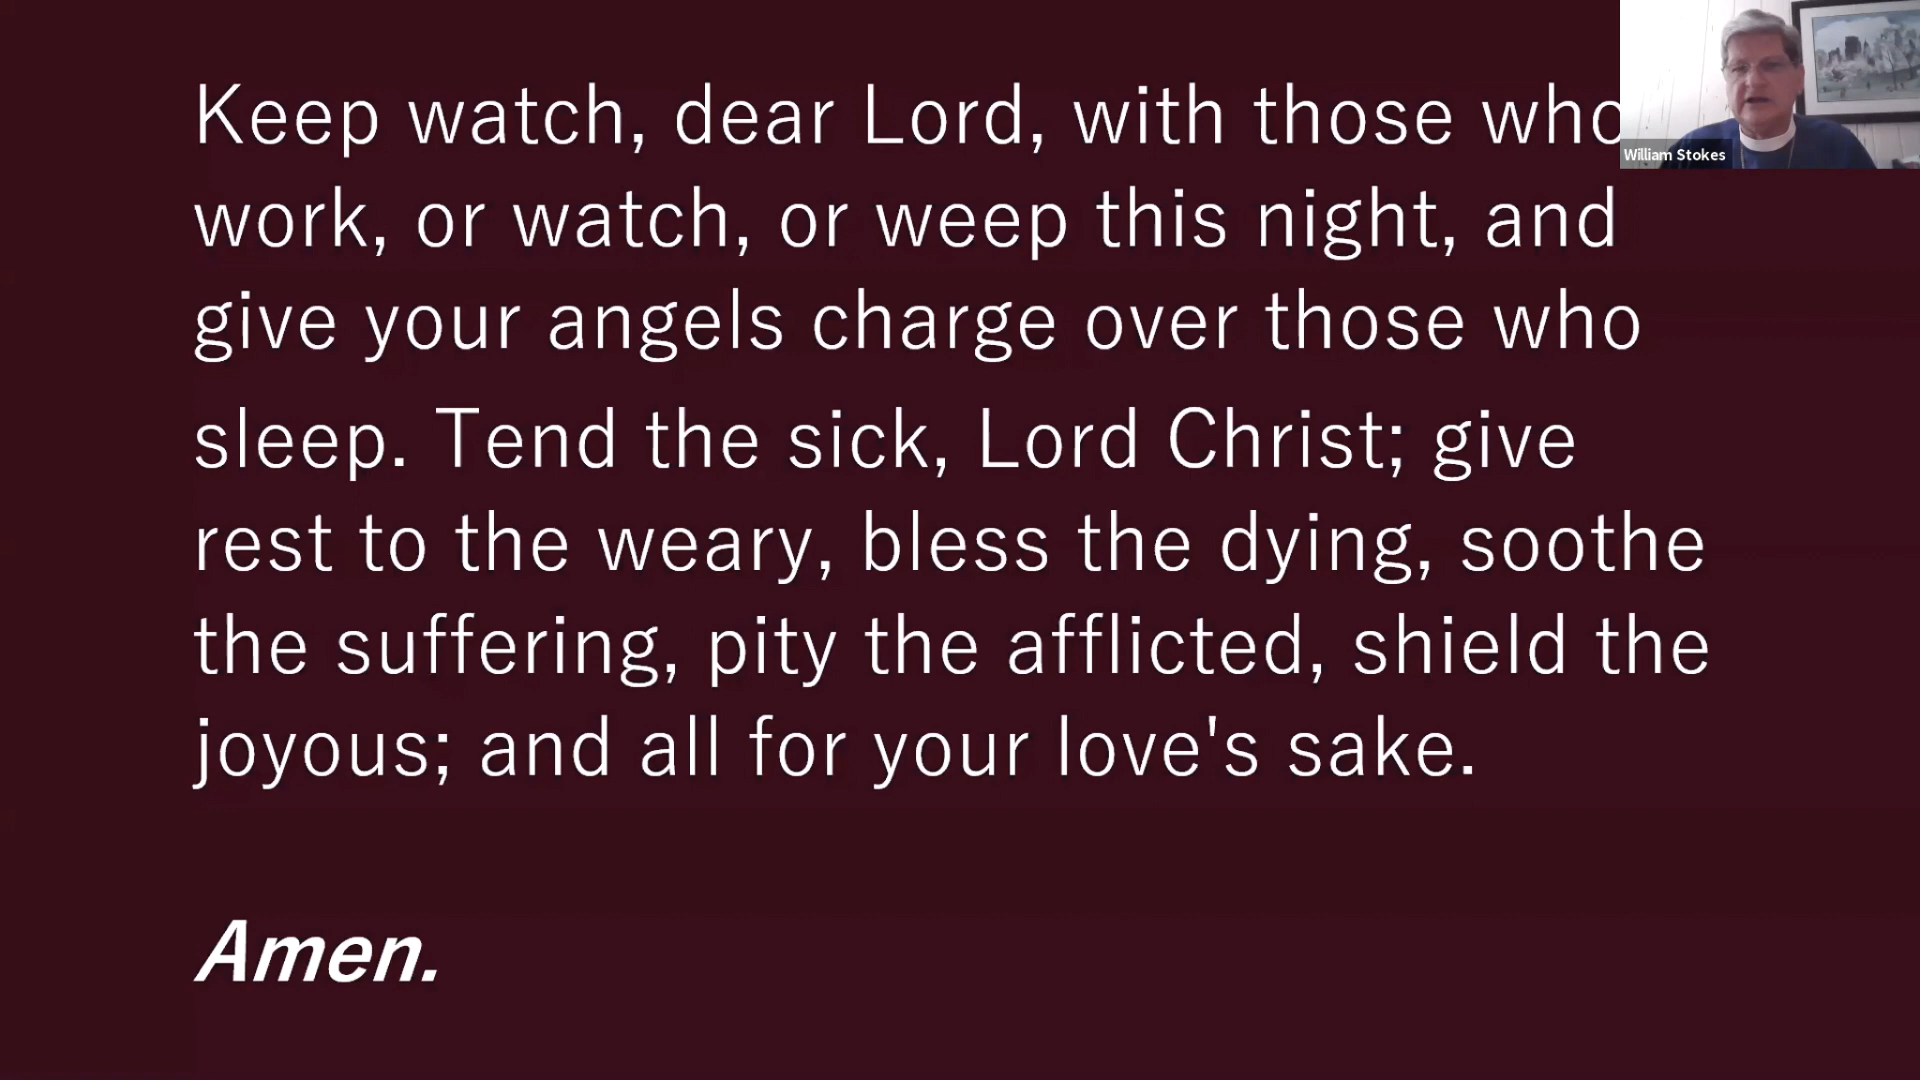 Keep watch, dear Lord, with those who
work, or watch, or weep this night, and
give your angels charge over those who
sleep. Tend the sick, Lord Christ; give
rest to the weary, bless the dying, soothe
the suffering, pity the afflicted, shield the
joyous; and all for your love's sake.
Amen.
William Stokes